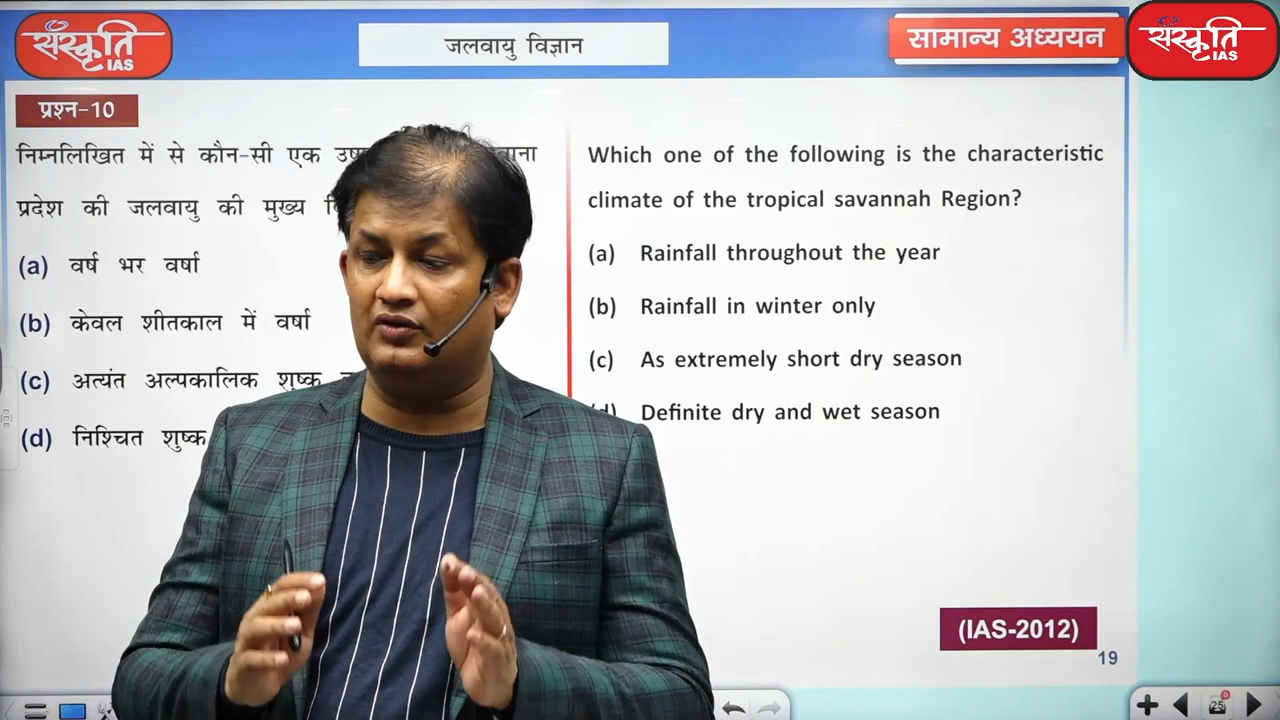 संस्कृति
IAS
जलवायु विज्ञान
सामान्य अध्ययन
संस्कृति
IAS
प्रश्न-10
निम्नलिखित में से कौन-सी एक
प्रदेश की जलवायु की मुख्य
(a) वर्ष भर वर्षा
(b) केवल शीतकाल में वर्षा
(c) अत्यंत अल्पकालिक शुष्क
(d) निश्चित शुष्क
Which one of the following is the characteristic
climate of the tropical savannah Region?
(a) Rainfall throughout the year
(b) Rainfall in winter only
(c) As extremely short dry season
(d) Definite dry and wet season
(IAS-2012)
19
25